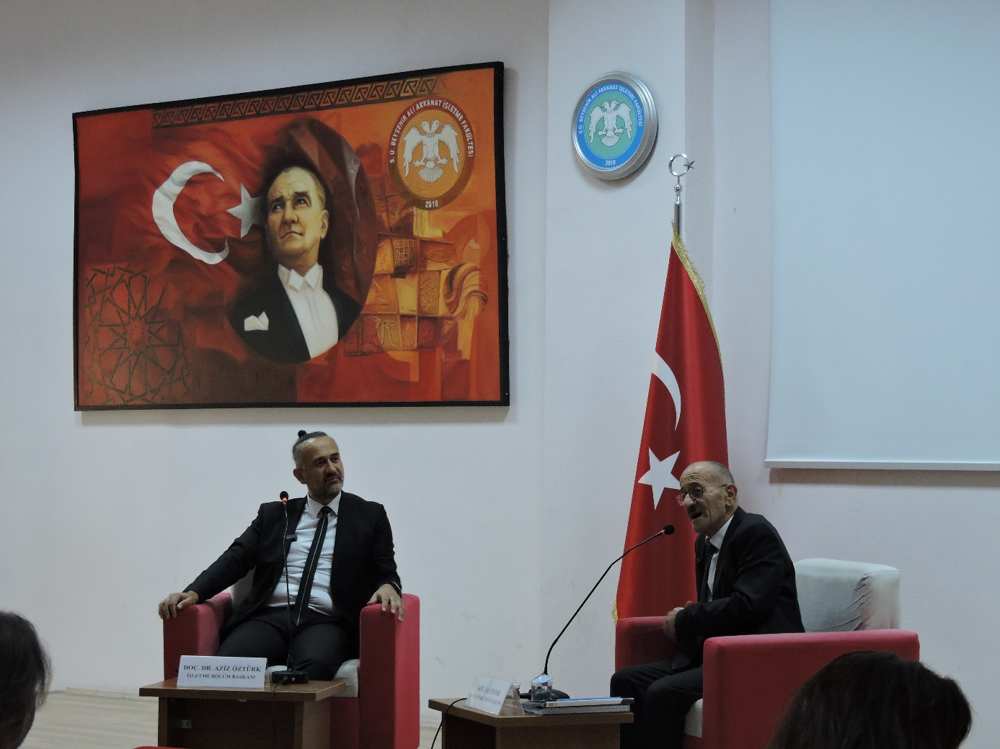 S. Ü. BEYŞEHİR ALİ AKKANAT İŞLETME FAKÜLTESİ
2010
S.Ü. BEYŞEHİR ALİ AKKANAT İŞLETME FAKÜLTESİ
2010
DOÇ. DR. AZİZ ÖZTÜRK
İŞLETME BÖLÜM BAŞKANI